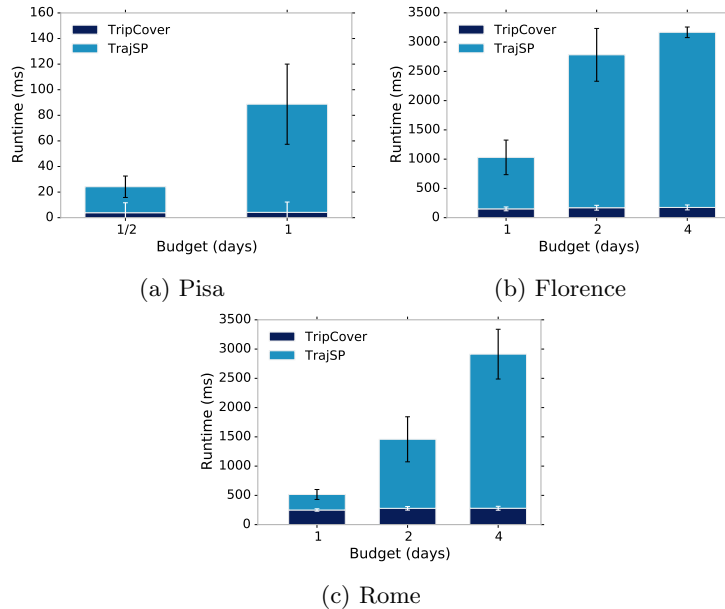 160
140
120
100
80
60
40
20
0
Runtime (ms)
TripCover
TrajSP
1/2
1
Budget (days)
(a) Pisa
3500
3000
2500
2000
1500
1000
500
0
Runtime (ms)
TripCover
TrajSP
1
2
4
Budget (days)
(b) Florence
3500
3000
2500
2000
1500
1000
500
0
Runtime (ms)
TripCover
TrajSP
1
2
4
Budget (days)
(c) Rome